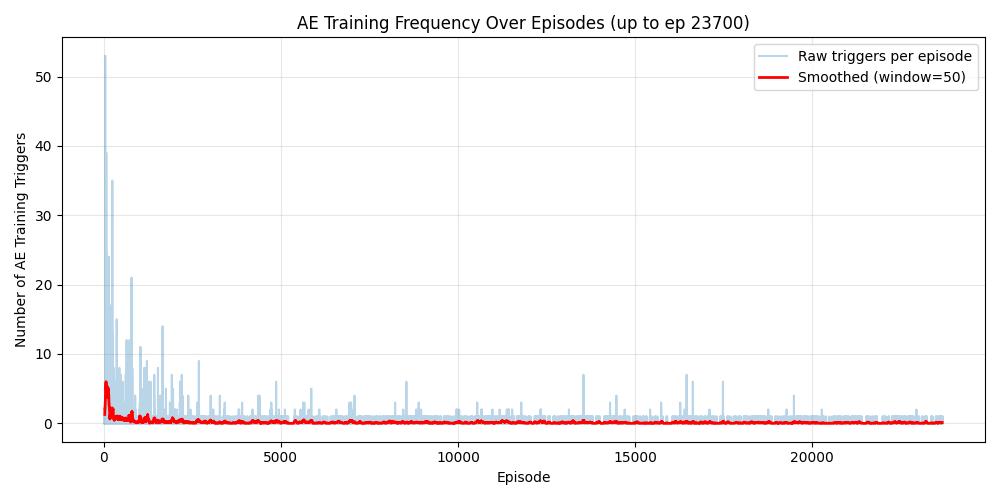 AE Training Frequency Over Episodes (up to ep 23700)
Raw triggers per episode
Smoothed (window=50)
Number of AE Training Triggers
50
40
30
20
10
0
0
5000
10000
15000
20000
Episode